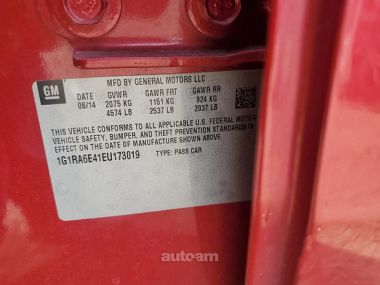 MFD BY GENERAL MOTORS LLC
GM
DATE GVWR GAWR FRT GAWR RR
06/14 2075 KG 1151 KG 924 KG
4574 LB 2537 LB 2037 LB
THIS VEHICLE CONFORMS TO ALL APPLICABLE U.S. FEDERAL MOTOR
VEHICLE SAFETY, BUMPER, AND THEFT PREVENTION STANDARDS IN
EFFECT ON THE DATE OF MANUFACTURE SHOWN ABOVE.
1G1RA6E41EU173019 TYPE: PASS CAR
autoam